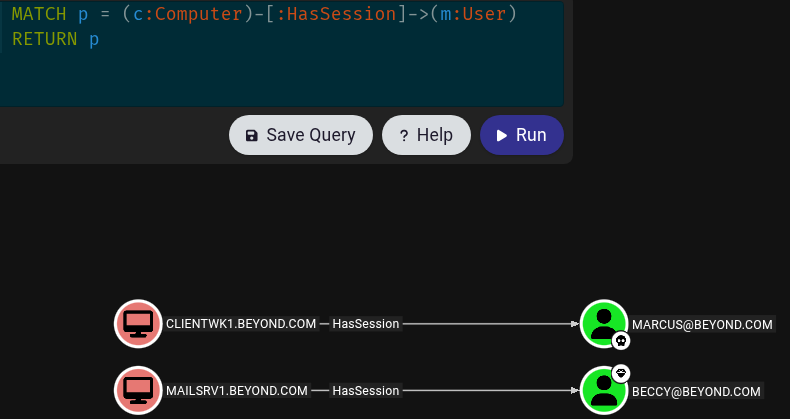 MATCH p = (c:Computer)-[:HasSession]->(m:User)
RETURN p
Save Query
? Help
Run
CLIENTWK1.BEYOND.COM HasSession MARCUS@BEYOND.COM
MAILSRV1.BEYOND.COM HasSession BECCY@BEYOND.COM